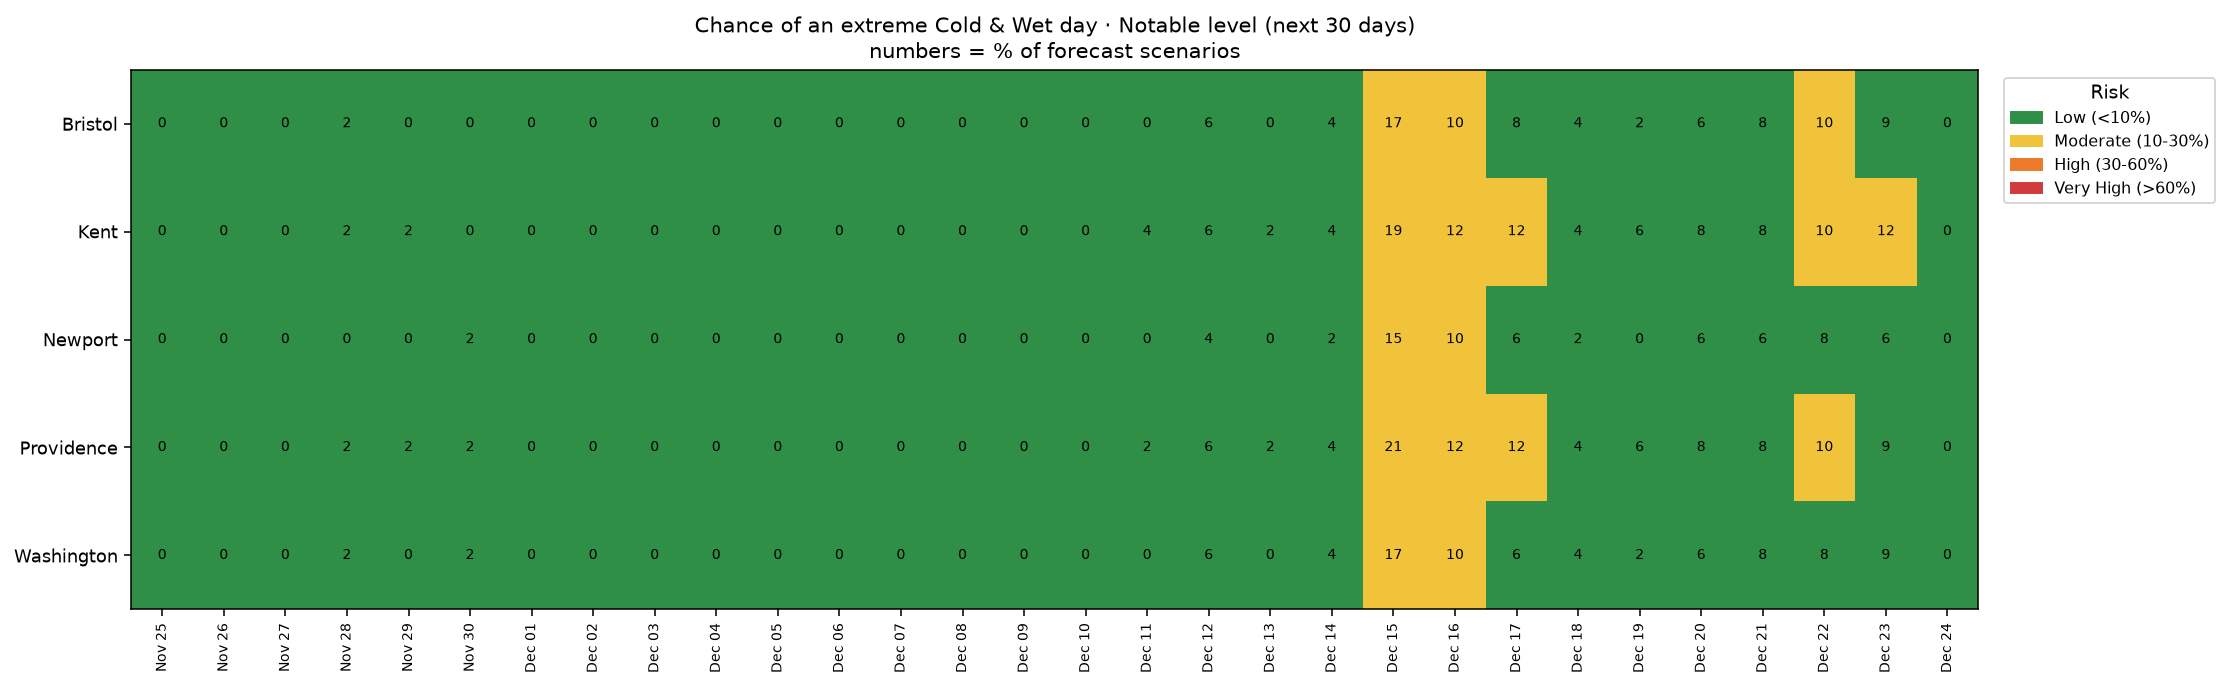 Chance of an extreme Cold & Wet day · Notable level (next 30 days)
numbers = % of forecast scenarios
Risk
Low (<10%)
Moderate (10-30%)
High (30-60%)
Very High (>60%)
Bristol 0 0 0 2 0 0 0 0 0 0 0 0 0 0 0 0 0 6 0 4 17 10 8 4 2 6 8 10 9 0
Kent 0 0 0 2 2 0 0 0 0 0 0 0 0 0 0 0 4 6 2 4 19 12 12 4 6 8 8 10 12 0
Newport 0 0 0 0 0 2 0 0 0 0 0 0 0 0 0 0 0 4 0 2 15 10 6 2 0 6 6 8 6 0
Providence 0 0 0 2 2 2 0 0 0 0 0 0 0 0 0 0 2 6 2 4 21 12 12 4 6 8 8 10 9 0
Washington 0 0 0 2 0 2 0 0 0 0 0 0 0 0 0 0 0 6 0 4 17 10 6 4 2 6 8 8 9 0
Nov 25 Nov 26 Nov 27 Nov 28 Nov 29 Nov 30 Dec 01 Dec 02 Dec 03 Dec 04 Dec 05 Dec 06 Dec 07 Dec 08 Dec 09 Dec 10 Dec 11 Dec 12 Dec 13 Dec 14 Dec 15 Dec 16 Dec 17 Dec 18 Dec 19 Dec 20 Dec 21 Dec 22 Dec 23 Dec 24